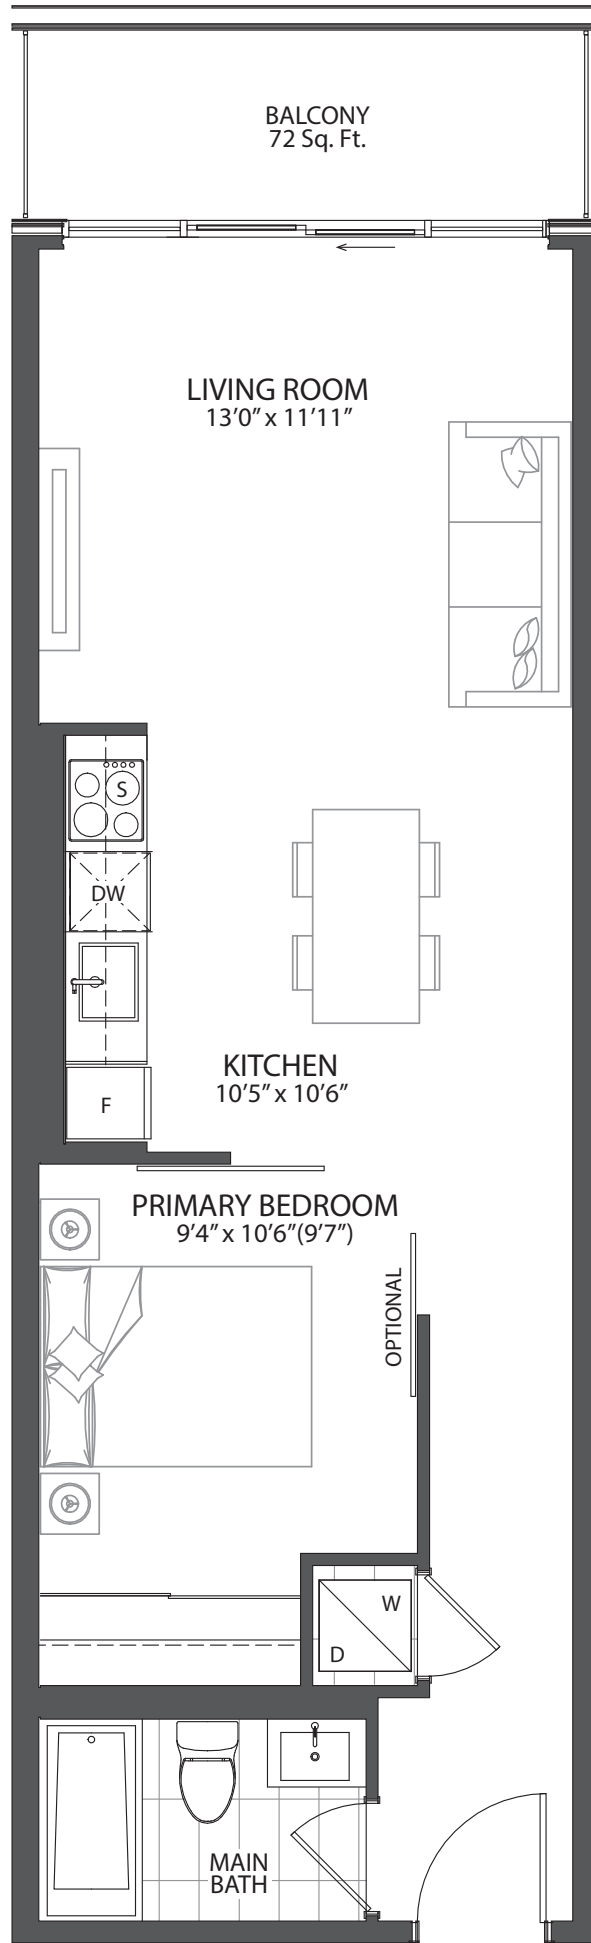 BALCONY
72 Sq. Ft.
LIVING ROOM
13’0” x 11’11”
S
DW
KITCHEN
10’5” x 10’6”
F
PRIMARY BEDROOM
9’4” x 10’6”(9’7”)
OPTIONAL
W
D
MAIN
BATH